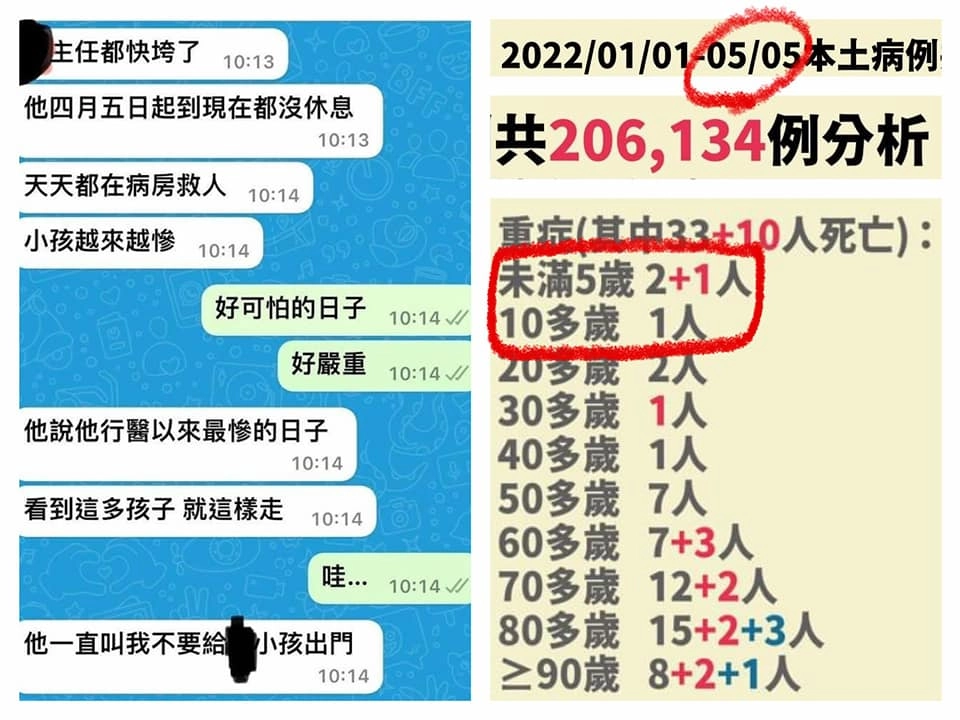 主任都快垮了 10:13
他四月五日起到現在都沒休息
10:13
天天都在病房救人 10:14
小孩越來越慘 10:14
好可怕的日子 10:14
好嚴重 10:14
他說他行醫以來最慘的日子
10:14
看到這多孩子 就這樣走 10:14
哇... 10:14
他一直叫我不要給 小孩出門
10:14
2022/01/01-05/05本土病例
共206,134例分析
重症(其中33+10人死亡)：
未滿5歲 2+1人
10多歲 1人
20多歲 2人
30多歲 1人
40多歲 1人
50多歲 7人
60多歲 7+3人
70多歲 12+2人
80多歲 15+2+3人
≥90歲 8+2+1人